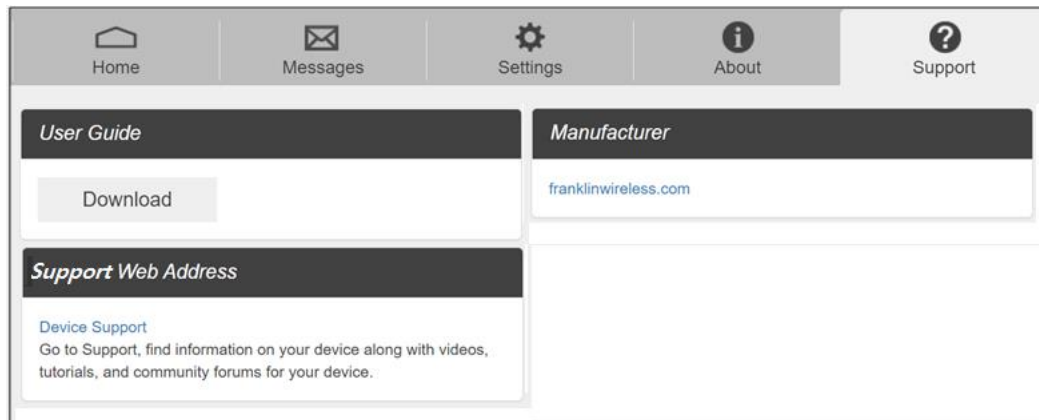 Home
Messages
Settings
About
Support
User Guide
Download
Manufacturer
franklinwireless.com
Support Web Address
Device Support
Go to Support, find information on your device along with videos,
tutorials, and community forums for your device.